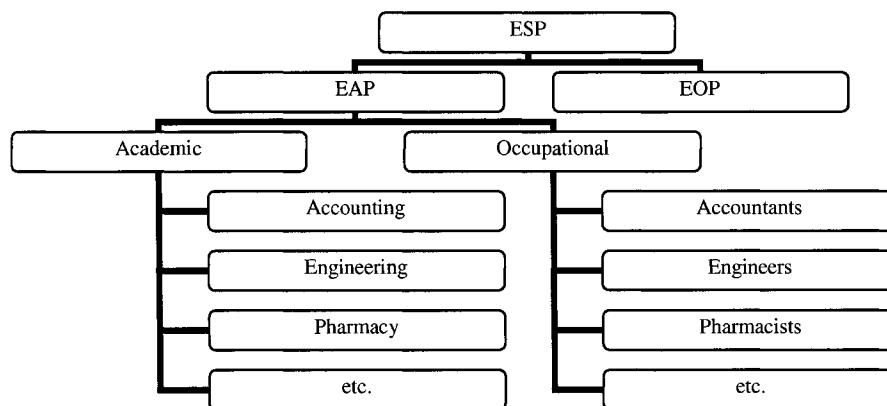 ESP
EAP
EOP
Academic
Occupational
Accounting
Accountants
Engineering
Engineers
Pharmacy
Pharmacists
etc.
etc.